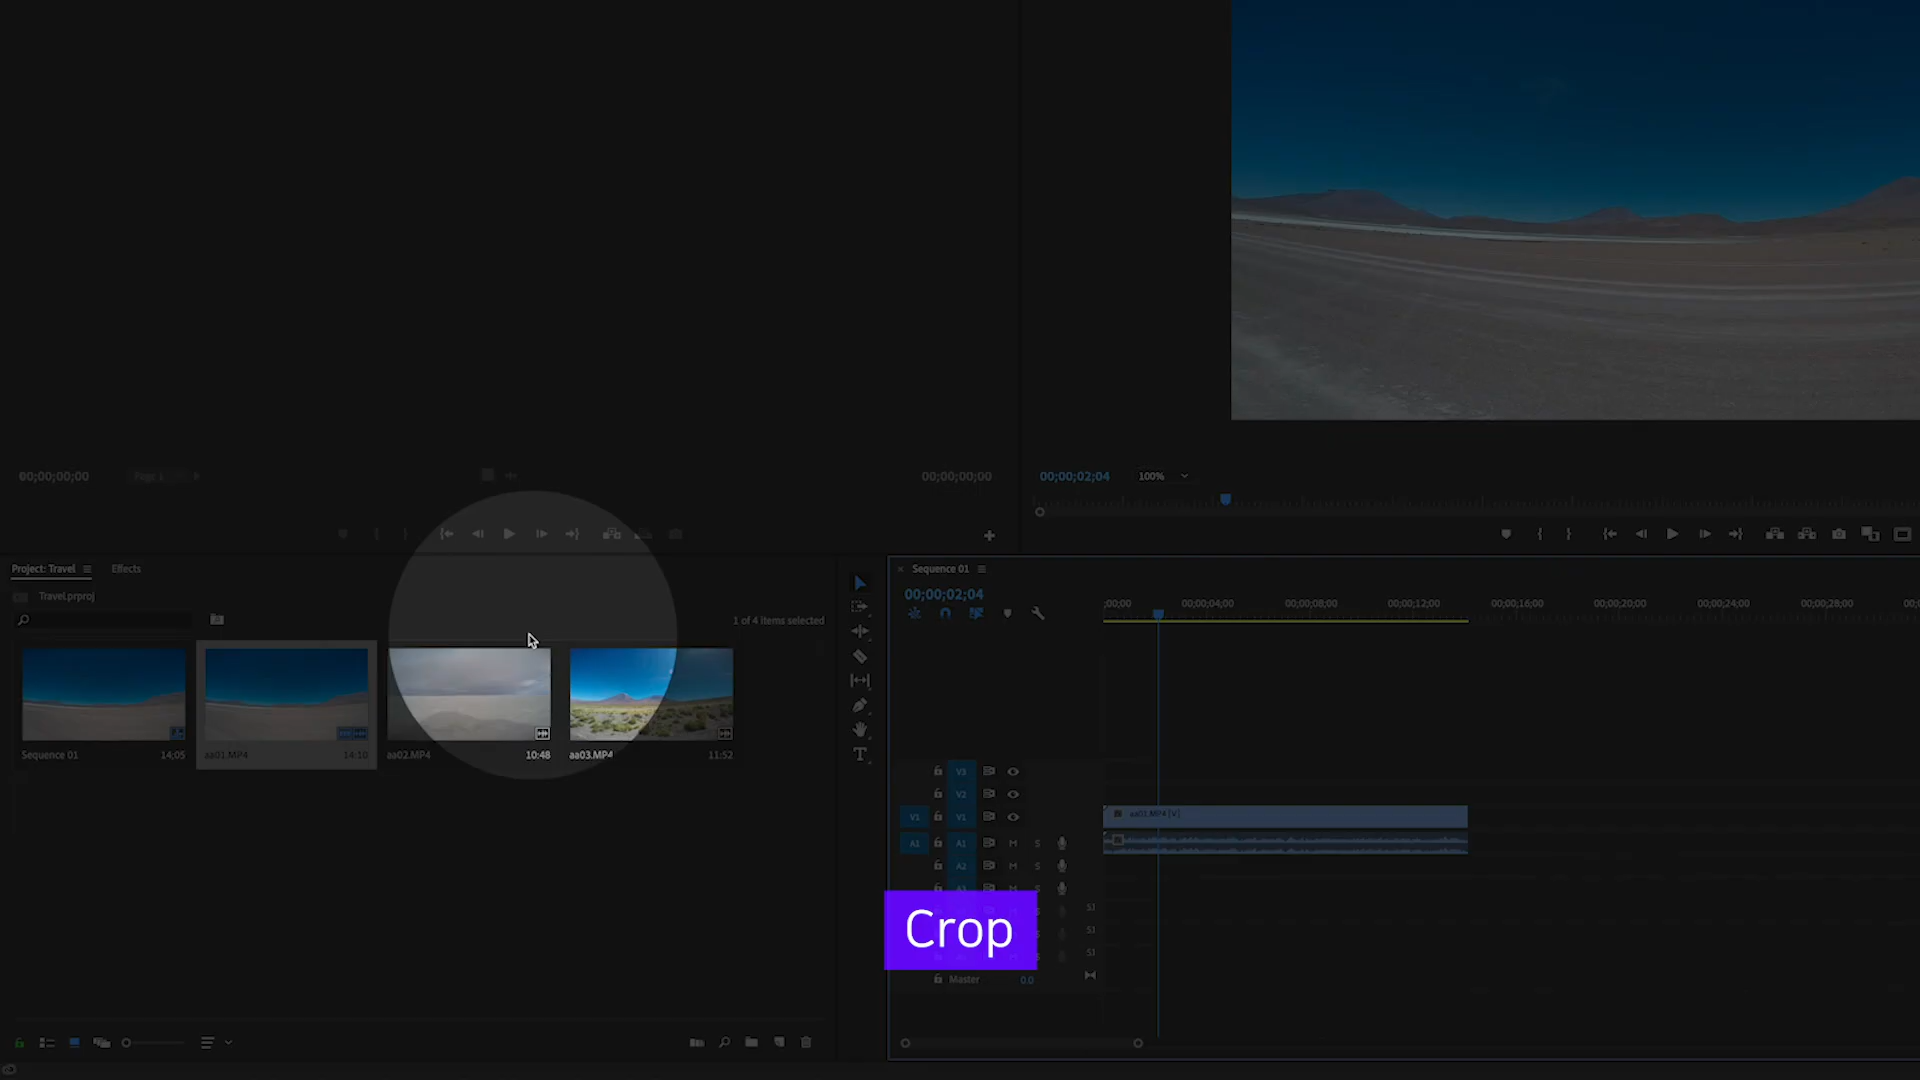 00;00;00;00
Page 1
00;00;00;00
00;00;02;04
100%
Project: Travel
Effects
Travel.prproj
1 of 4 items selected
Sequence 01
14;05
aa01.MP4
14:10
aa02.MP4
10:48
aa03.MP4
11:52
T
Sequence 01
00;00;02;04
;00;00
00;00;04;00
00;00;08;00
00;00;12;00
00;00;16;00
00;00;20;00
00;00;24;00
00;00;28;00
V3
V2
V1 V1
aa01.MP4 [V]
A1 A1 M S
A2 M S
A3 M S
S
S1
S
S1
S1
Master 0.0
Crop